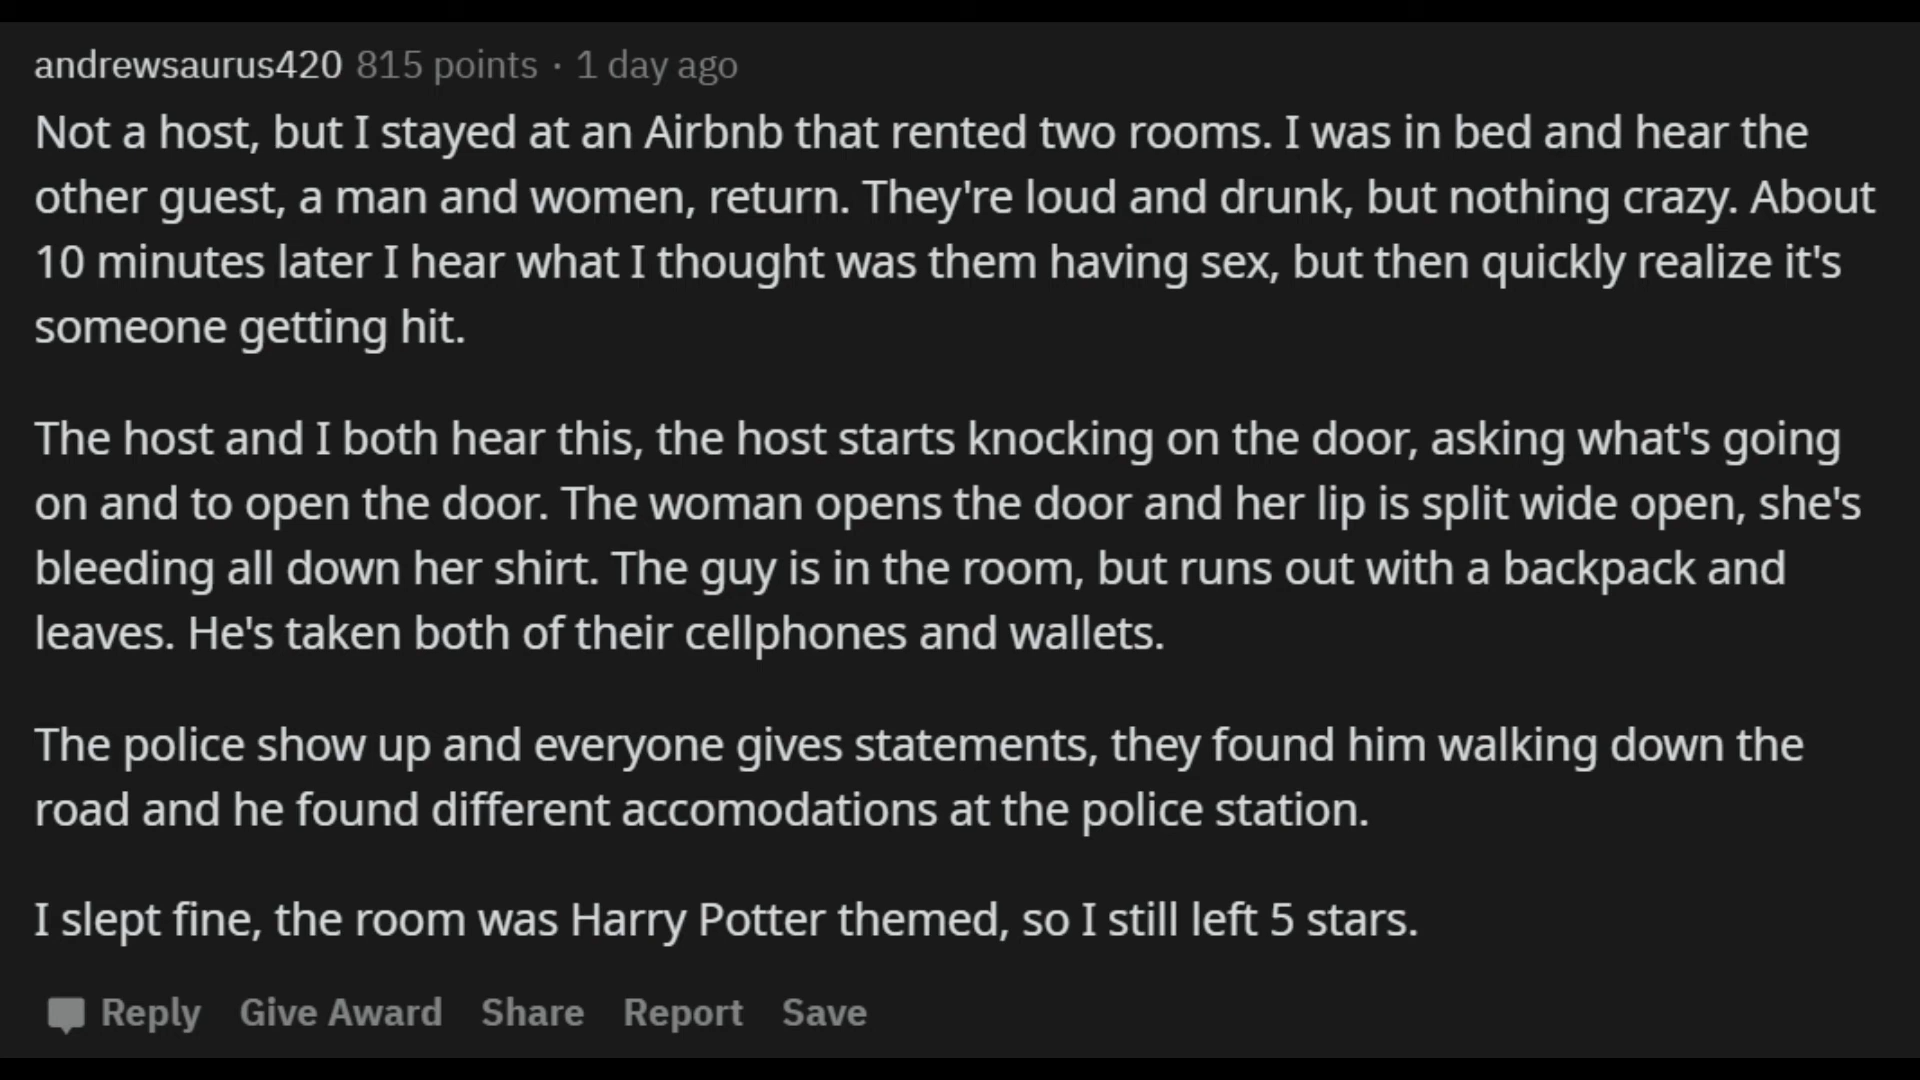 andrewsaurus420 815 points · 1 day ago
Not a host, but I stayed at an Airbnb that rented two rooms. I was in bed and hear the
other guest, a man and women, return. They're loud and drunk, but nothing crazy. About
10 minutes later I hear what I thought was them having sex, but then quickly realize it's
someone getting hit.
The host and I both hear this, the host starts knocking on the door, asking what's going
on and to open the door. The woman opens the door and her lip is split wide open, she's
bleeding all down her shirt. The guy is in the room, but runs out with a backpack and
leaves. He's taken both of their cellphones and wallets.
The police show up and everyone gives statements, they found him walking down the
road and he found different accomodations at the police station.
I slept fine, the room was Harry Potter themed, so I still left 5 stars.
Reply Give Award Share Report Save